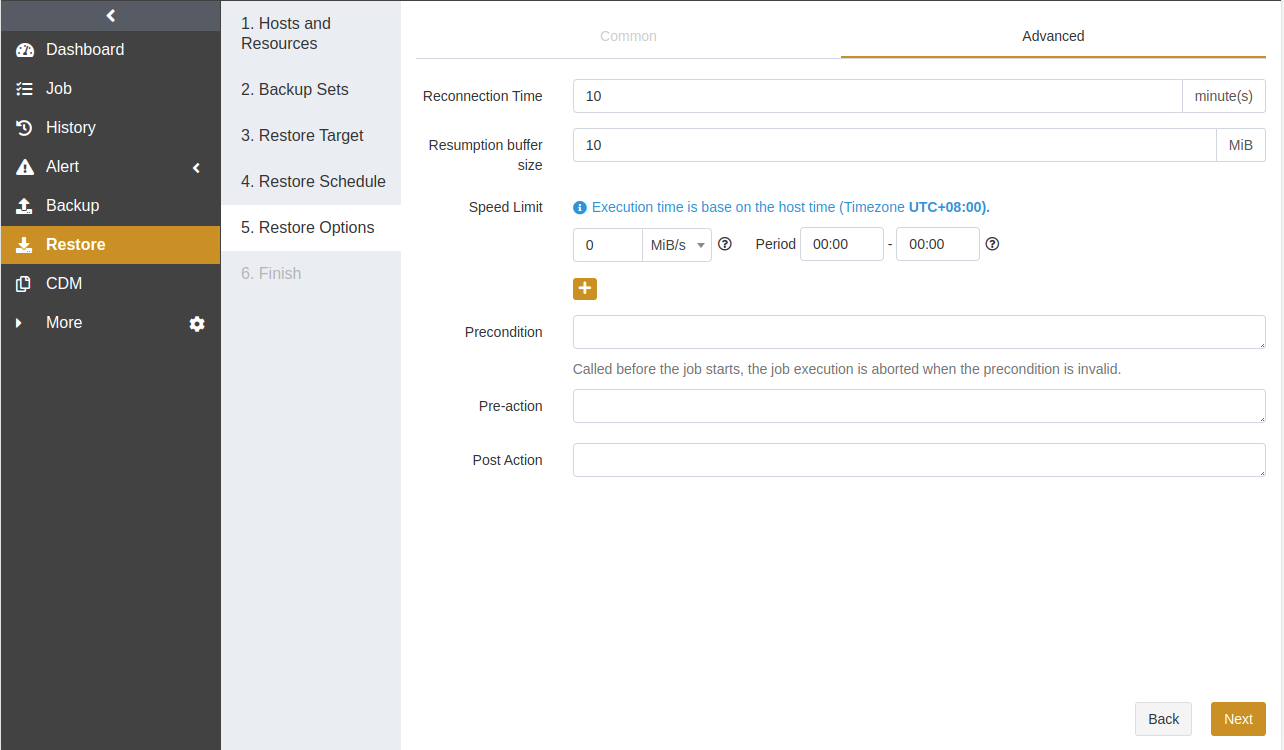 Dashboard
Job
History
Alert
Backup
Restore
CDM
More
1. Hosts and
Resources
2. Backup Sets
3. Restore Target
4. Restore Schedule
5. Restore Options
6. Finish
Common
Advanced
Reconnection Time
10
minute(s)
Resumption buffer
size
10
MiB
Speed Limit
Execution time is base on the host time (Timezone UTC+08:00).
0
MiB/s
Period
00:00
-
00:00
Precondition
Called before the job starts, the job execution is aborted when the precondition is invalid.
Pre-action
Post Action
Back
Next